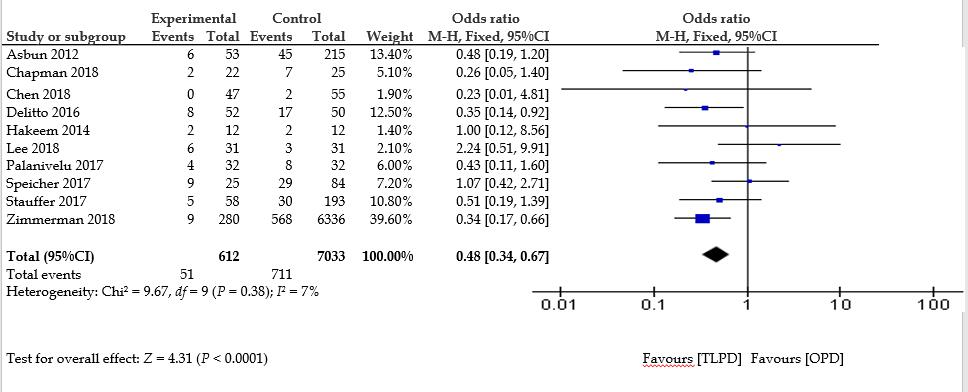 Experimental Control Odds ratio Odds ratio
Study or subgroup Events Total Events Total Weight M-H, Fixed, 95%CI M-H, Fixed, 95%CI
Asbun 2012 6 53 45 215 13.40% 0.48 [0.19, 1.20]
Chapman 2018 2 22 7 25 5.10% 0.26 [0.05, 1.40]
Chen 2018 0 47 2 55 1.90% 0.23 [0.01, 4.81]
Delitto 2016 8 52 17 50 12.50% 0.35 [0.14, 0.92]
Hakeem 2014 2 12 2 12 1.40% 1.00 [0.12, 8.56]
Lee 2018 6 31 3 31 2.10% 2.24 [0.51, 9.91]
Palanivelu 2017 4 32 8 32 6.00% 0.43 [0.11, 1.60]
Speicher 2017 9 25 29 84 7.20% 1.07 [0.42, 2.71]
Stauffer 2017 5 58 30 193 10.80% 0.51 [0.19, 1.39]
Zimmerman 2018 9 280 568 6336 39.60% 0.34 [0.17, 0.66]
Total (95%CI) 612 7033 100.00% 0.48 [0.34, 0.67]
Total events 51 711
Heterogeneity: Chi² = 9.67, df = 9 (P = 0.38); I² = 7%
0.01 0.1 1 10 100
Test for overall effect: Z = 4.31 (P < 0.0001) Favours [TLPD] Favours [OPD]